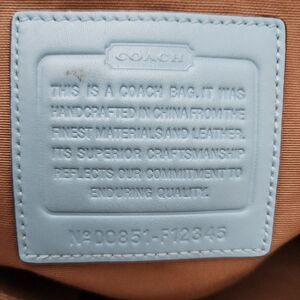 COACH
THIS IS A COACH BAG. IT WAS
HANDCRAFTED IN CHINA FROM THE
FINEST MATERIALS AND LEATHER.
ITS SUPERIOR CRAFTSMANSHIP
REFLECTS OUR COMMITMENT TO
ENDURING QUALITY.
Nº D0851-F12845